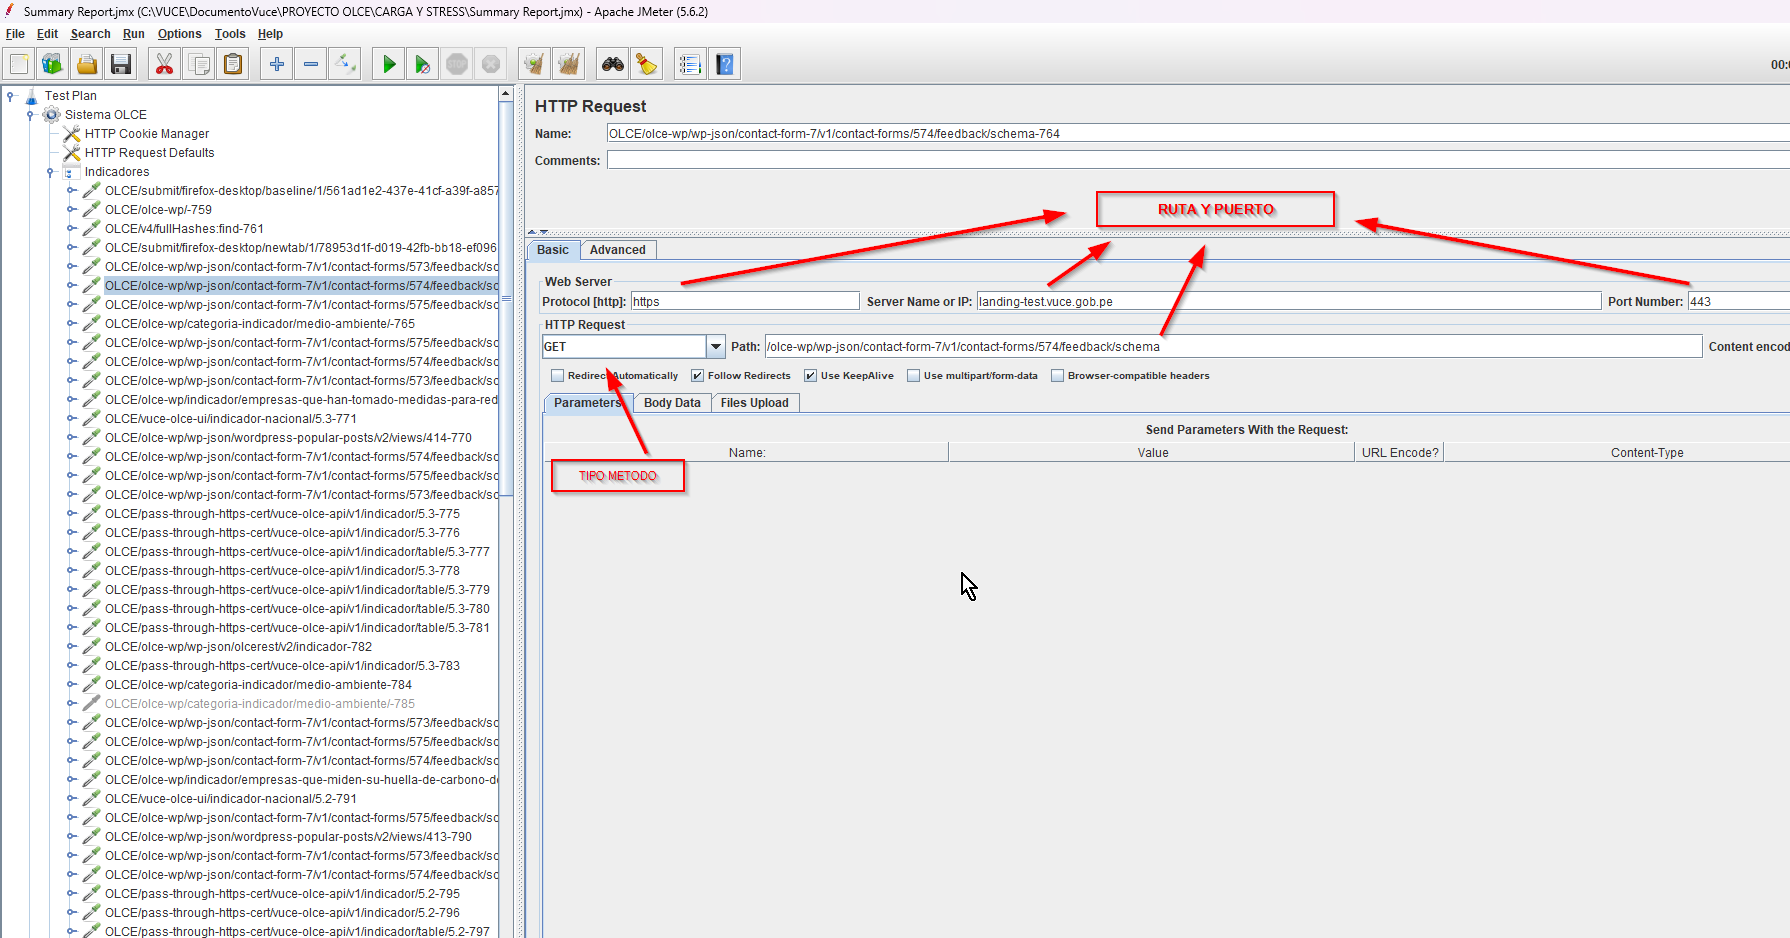 Summary Report.jmx (C:\VUCE\DocumentoVuce\PROYECTO OLCE\CARGA Y STRESS\Summary Report.jmx) - Apache JMeter (5.6.2)
File Edit Search Run Options Tools Help
00:
Test Plan
Sistema OLCE
HTTP Cookie Manager
HTTP Request Defaults
Indicadores
OLCE/submit/firefox-desktop/baseline/1/561ad1e2-437e-41cf-a39f-a857
OLCE/olce-wp/-759
OLCE/v4/fullHashes:find-761
OLCE/submit/firefox-desktop/newtab/1/78953d1f-d019-42fb-bb18-ef096
OLCE/olce-wp/wp-json/contact-form-7/v1/contact-forms/573/feedback/sc
OLCE/olce-wp/wp-json/contact-form-7/v1/contact-forms/574/feedback/sc
OLCE/olce-wp/wp-json/contact-form-7/v1/contact-forms/575/feedback/sc
OLCE/olce-wp/categoria-indicador/medio-ambiente/-765
OLCE/olce-wp/wp-json/contact-form-7/v1/contact-forms/575/feedback/sc
OLCE/olce-wp/wp-json/contact-form-7/v1/contact-forms/574/feedback/sc
OLCE/olce-wp/wp-json/contact-form-7/v1/contact-forms/573/feedback/sc
OLCE/olce-wp/indicador/empresas-que-han-tomado-medidas-para-red
OLCE/vuce-olce-ui/indicador-nacional/5.3-771
OLCE/olce-wp/wp-json/wordpress-popular-posts/v2/views/414-770
OLCE/olce-wp/wp-json/contact-form-7/v1/contact-forms/574/feedback/sc
OLCE/olce-wp/wp-json/contact-form-7/v1/contact-forms/575/feedback/sc
OLCE/olce-wp/wp-json/contact-form-7/v1/contact-forms/573/feedback/sc
OLCE/pass-through-https-cert/vuce-olce-api/v1/indicador/5.3-775
OLCE/pass-through-https-cert/vuce-olce-api/v1/indicador/5.3-776
OLCE/pass-through-https-cert/vuce-olce-api/v1/indicador/table/5.3-777
OLCE/pass-through-https-cert/vuce-olce-api/v1/indicador/5.3-778
OLCE/pass-through-https-cert/vuce-olce-api/v1/indicador/table/5.3-779
OLCE/pass-through-https-cert/vuce-olce-api/v1/indicador/table/5.3-780
OLCE/pass-through-https-cert/vuce-olce-api/v1/indicador/table/5.3-781
OLCE/olce-wp/wp-json/olcerest/v2/indicador-782
OLCE/pass-through-https-cert/vuce-olce-api/v1/indicador/5.3-783
OLCE/olce-wp/categoria-indicador/medio-ambiente-784
OLCE/olce-wp/categoria-indicador/medio-ambiente/-785
OLCE/olce-wp/wp-json/contact-form-7/v1/contact-forms/573/feedback/sc
OLCE/olce-wp/wp-json/contact-form-7/v1/contact-forms/575/feedback/sc
OLCE/olce-wp/wp-json/contact-form-7/v1/contact-forms/574/feedback/sc
OLCE/olce-wp/indicador/empresas-que-miden-su-huella-de-carbono-de
OLCE/vuce-olce-ui/indicador-nacional/5.2-791
OLCE/olce-wp/wp-json/contact-form-7/v1/contact-forms/575/feedback/sc
OLCE/olce-wp/wp-json/wordpress-popular-posts/v2/views/413-790
OLCE/olce-wp/wp-json/contact-form-7/v1/contact-forms/573/feedback/sc
OLCE/olce-wp/wp-json/contact-form-7/v1/contact-forms/574/feedback/sc
OLCE/pass-through-https-cert/vuce-olce-api/v1/indicador/5.2-795
OLCE/pass-through-https-cert/vuce-olce-api/v1/indicador/5.2-796
OLCE/pass-through-https-cert/vuce-olce-api/v1/indicador/table/5.2-797
HTTP Request
Name: OLCE/olce-wp/wp-json/contact-form-7/v1/contact-forms/574/feedback/schema-764
Comments:
RUTA Y PUERTO
Basic Advanced
Web Server
Protocol [http]: https Server Name or IP: landing-test.vuce.gob.pe Port Number: 443
HTTP Request
GET Path: /olce-wp/wp-json/contact-form-7/v1/contact-forms/574/feedback/schema Content encod
Redirect Automatically Follow Redirects Use KeepAlive Use multipart/form-data Browser-compatible headers
Parameters Body Data Files Upload
Send Parameters With the Request:
Name: Value URL Encode? Content-Type
TIPO METODO